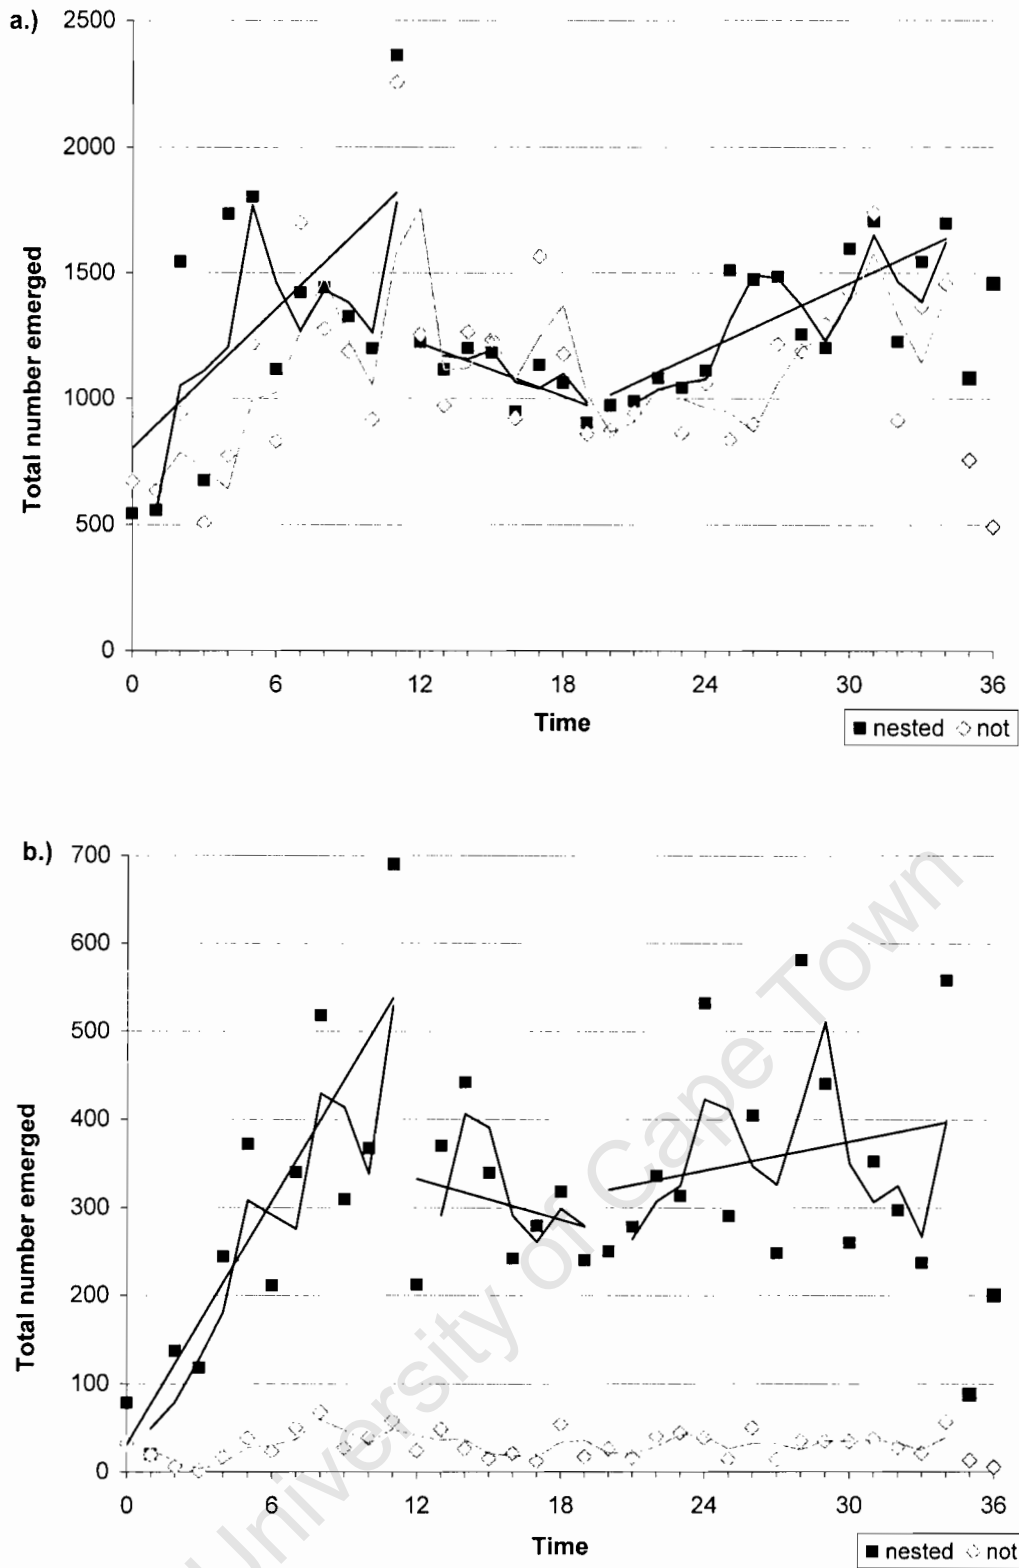 a.)
2500
2000
1500
1000
500
0
Total number emerged
0 6 12 18 24 30 36
Time
nested not
b.)
700
600
500
400
300
200
100
0
Total number emerged
0 6 12 18 24 30 36
Time
nested not
University of Cape Town